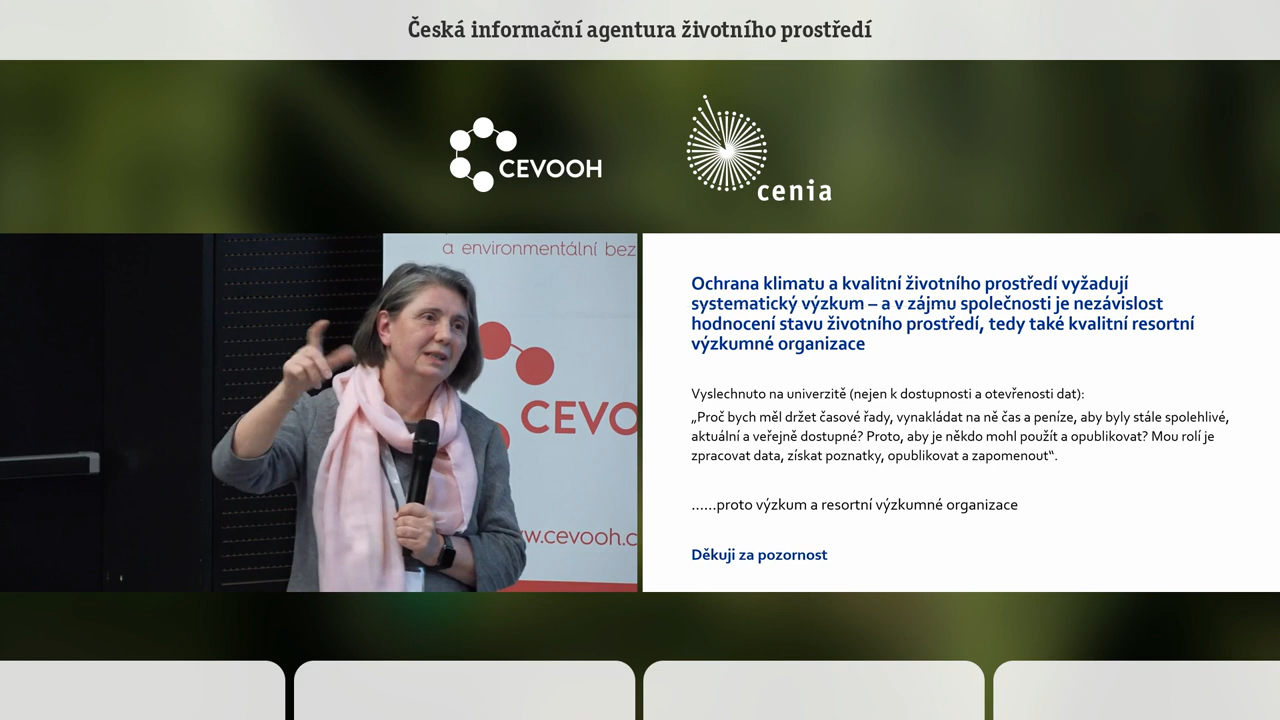 Česká informační agentura životního prostředí
CEVOOH
cenia
a environmentální bez
CEVO
w.cevooh.c
Ochrana klimatu a kvalitní životního prostředí vyžadují
systematický výzkum – a v zájmu společnosti je nezávislost
hodnocení stavu životního prostředí, tedy také kvalitní resortní
výzkumné organizace
Vyslechnuto na univerzitě (nejen k dostupnosti a otevřenosti dat):
„Proč bych měl držet časové řady, vynakládat na ně čas a peníze, aby byly stále spolehlivé,
aktuální a veřejně dostupné? Proto, aby je někdo mohl použít a opublikovat? Mou rolí je
zpracovat data, získat poznatky, opublikovat a zapomenout“.
……proto výzkum a resortní výzkumné organizace
Děkuji za pozornost